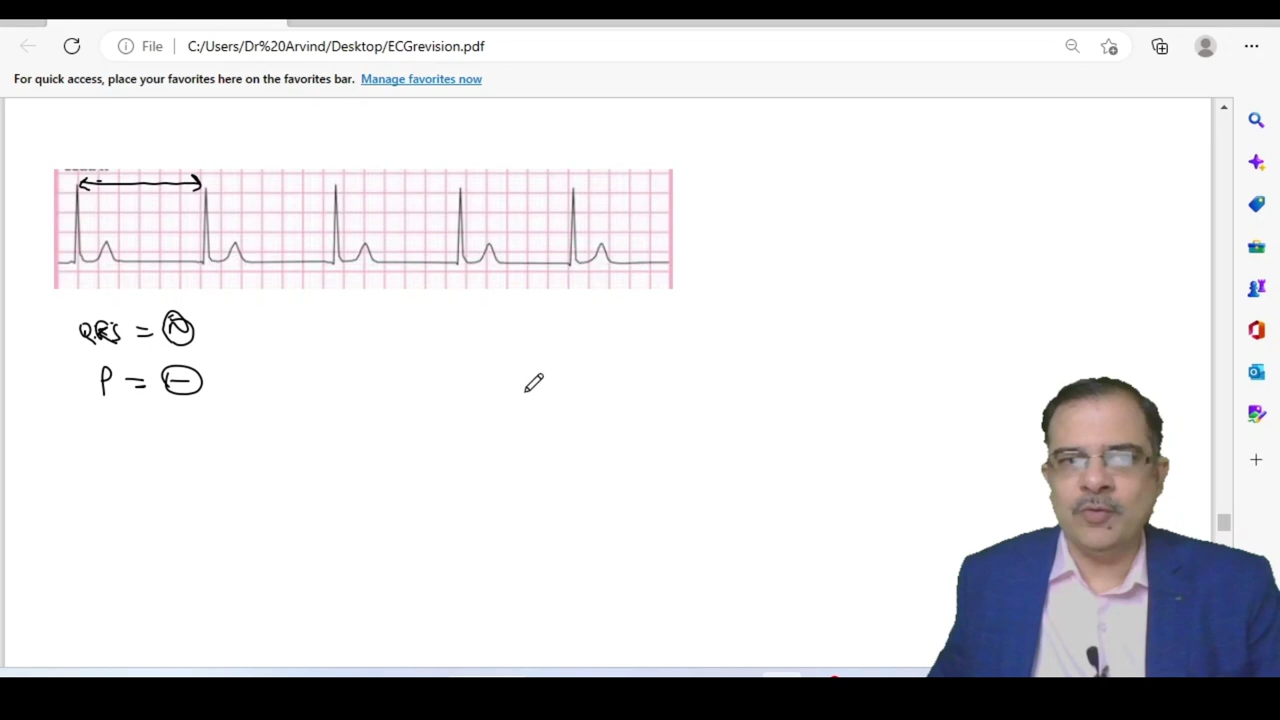 File C:/Users/Dr%20Arvind/Desktop/ECGrevision.pdf
For quick access, place your favorites here on the favorites bar. Manage favorites now
QRS = N
P = –